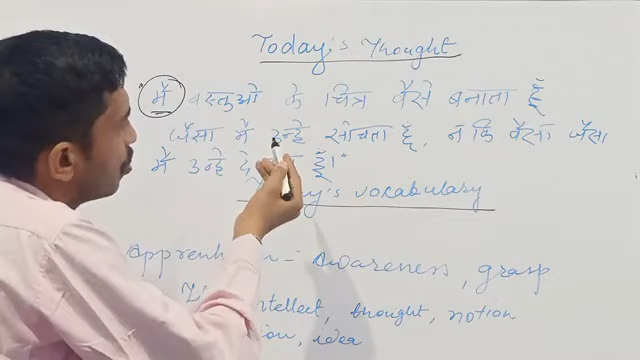 Today's Thought
"मैं वस्तुओं के चित्र वैसे बनाता हूँ
जैसा मैं उन्हें सोचता हूँ, न कि वैसा जैसा
मैं उन्हें हूँ।"
Today's vocabulary
Awareness, grasp
intellect, thought, notion
idea